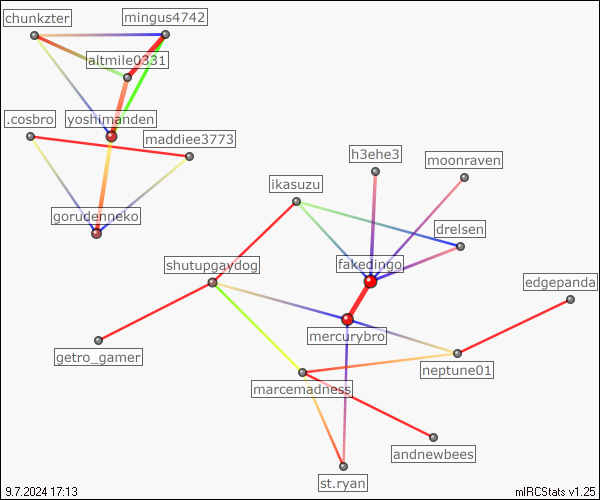 chunkzter
mingus4742
altmile0331
.cosbro
yoshimanden
maddiee3773
h3ehe3
moonraven
ikasuzu
gorudenneko
drelsen
shutupgaydog
fakedingo
edgepanda
mercurybro
getro_gamer
neptune01
marcemadness
andnewbees
st.ryan
9.7.2024 17:13
mIRCStats v1.25